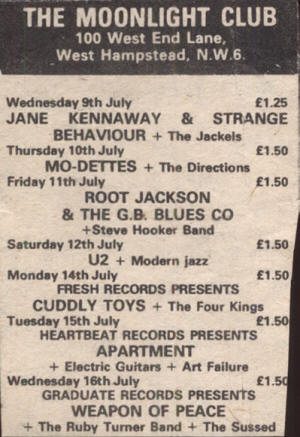 THE MOONLIGHT CLUB
100 West End Lane,
West Hampstead, N.W.6.
Wednesday 9th July £1.25
JANE KENNAWAY & STRANGE
BEHAVIOUR + The Jackels
Thursday 10th July £1.50
MO-DETTES + The Directions
Friday 11th July £1.50
ROOT JACKSON
& THE G.B. BLUES CO
+Steve Hooker Band
Saturday 12th July £1.50
U2 + Modern jazz
Monday 14th July £1.50
FRESH RECORDS PRESENTS
CUDDLY TOYS + The Four Kings
Tuesday 15th July £1.50
HEARTBEAT RECORDS PRESENTS
APARTMENT
+ Electric Guitars + Art Failure
Wednesday 16th July £1.50
GRADUATE RECORDS PRESENTS
WEAPON OF PEACE
+ The Ruby Turner Band + The Sussed